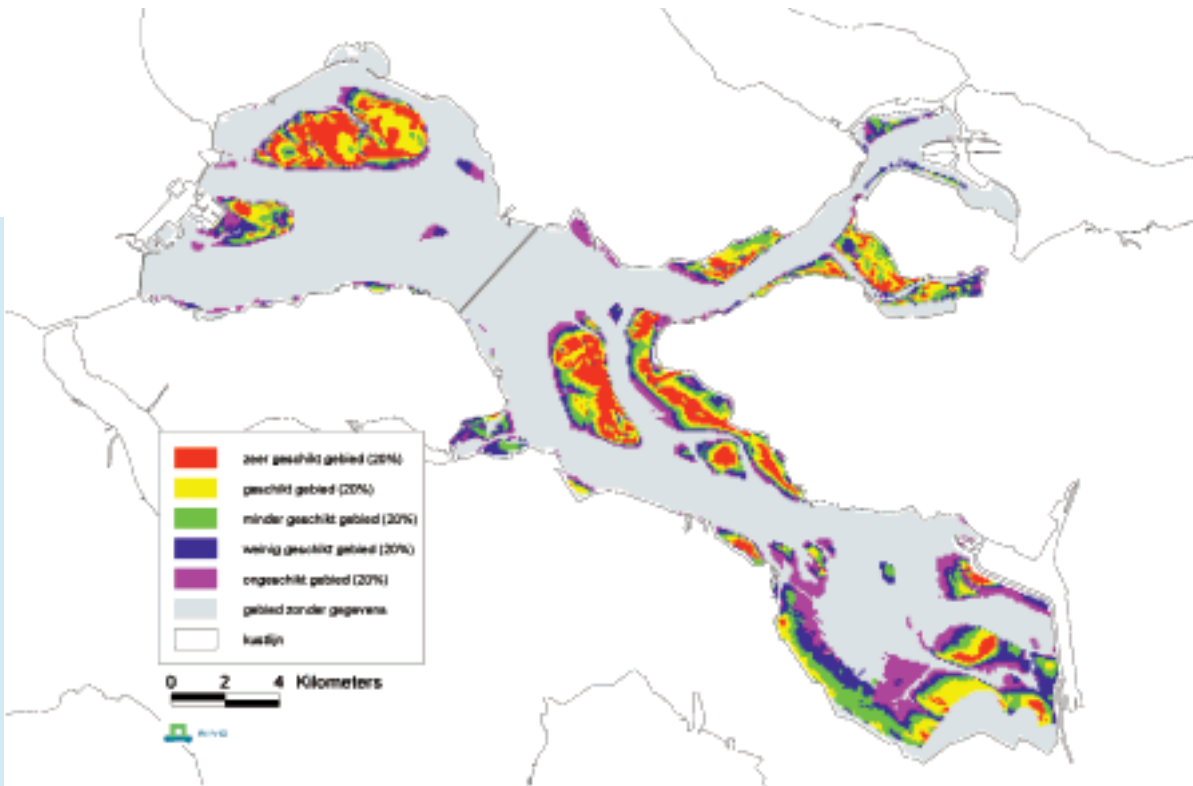 zeer geschikt gebied (20%)
geschikt gebied (20%)
minder geschikt gebied (20%)
weinig geschikt gebied (20%)
ongeschikt gebied (20%)
gebied zonder gegevens
kustlijn
0 2 4 Kilometers